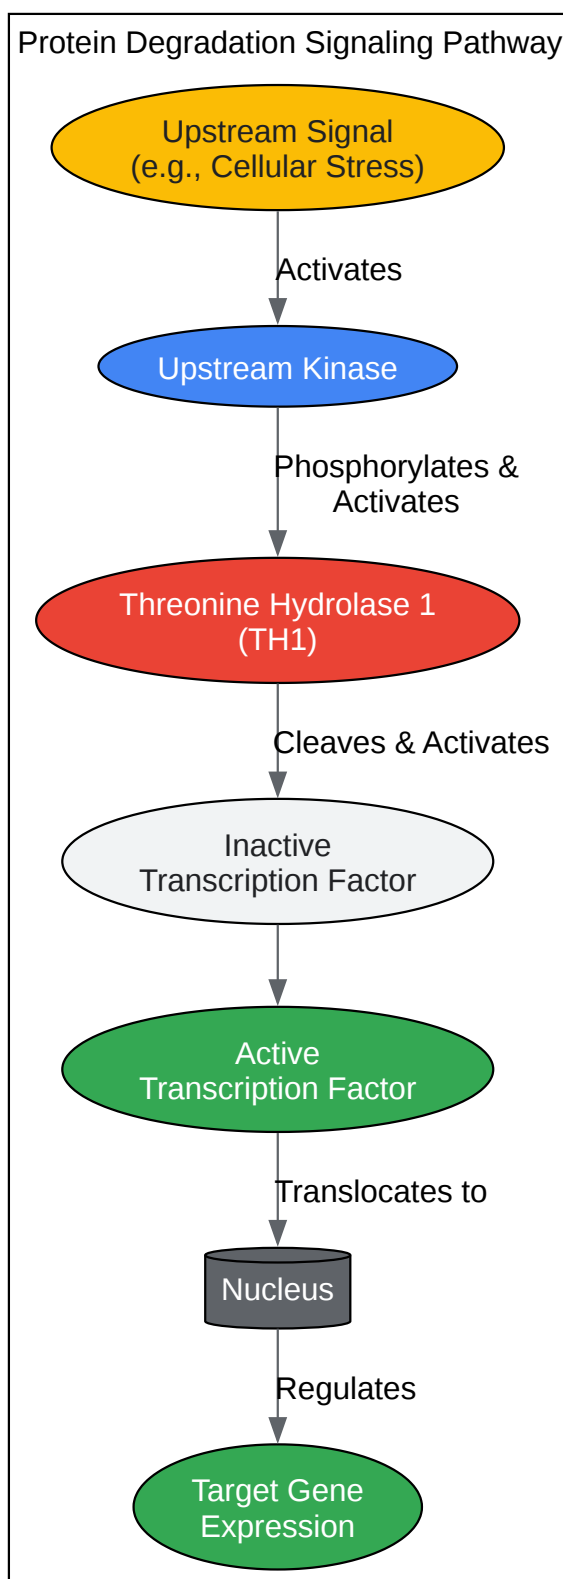 Protein Degradation Signaling Pathway
Upstream Signal
(e.g., Cellular Stress)
Activates
Upstream Kinase
Phosphorylates &
Activates
Threonine Hydrolase 1
(TH1)
Cleaves & Activates
Inactive
Transcription Factor
Active
Transcription Factor
Translocates to
Nucleus
Regulates
Target Gene
Expression